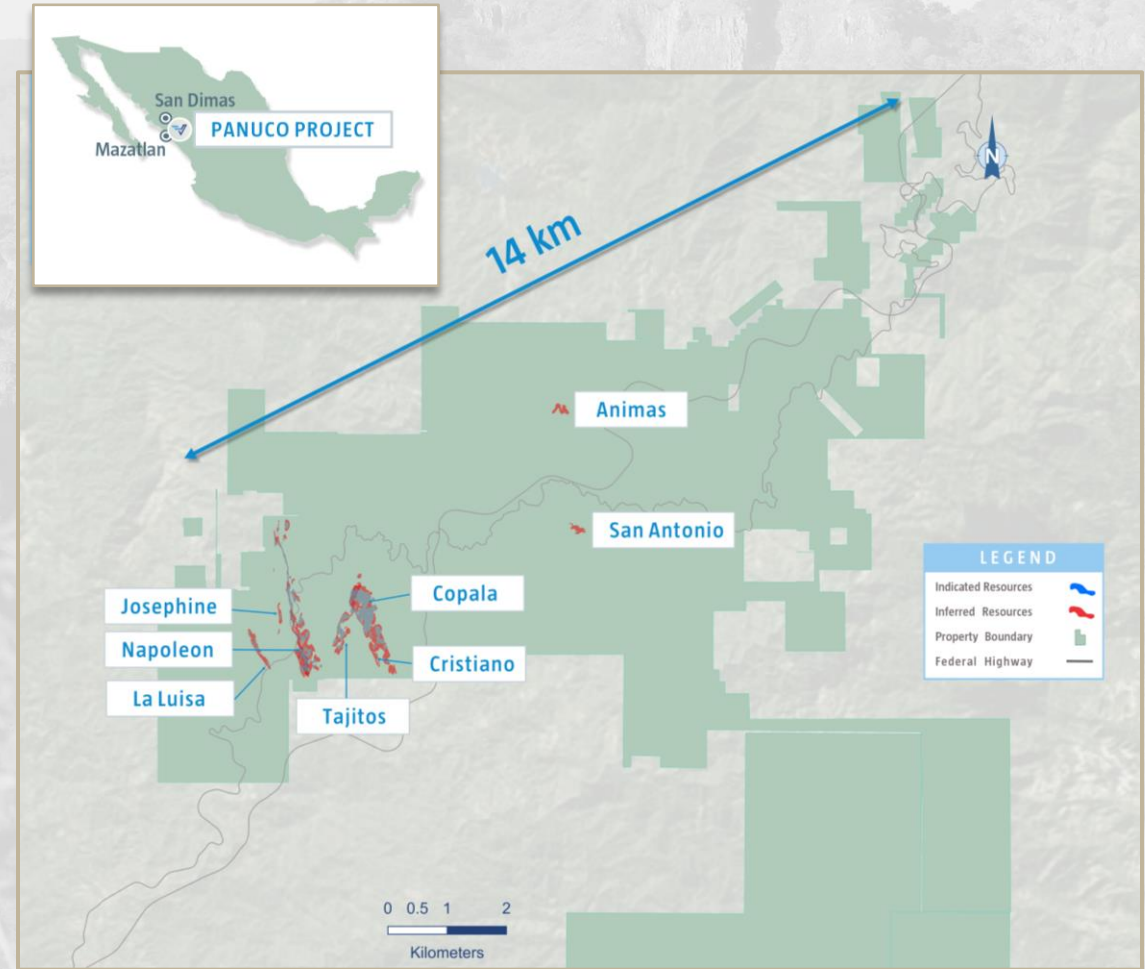 San Dimas
PANUCO PROJECT
Mazatlan
N
14 km
Animas
San Antonio
Copala
Josephine
Napoleon
Cristiano
La Luisa
Tajitos
LEGEND
Indicated Resources
Inferred Resources
Property Boundary
Federal Highway
0 0.5 1 2
Kilometers